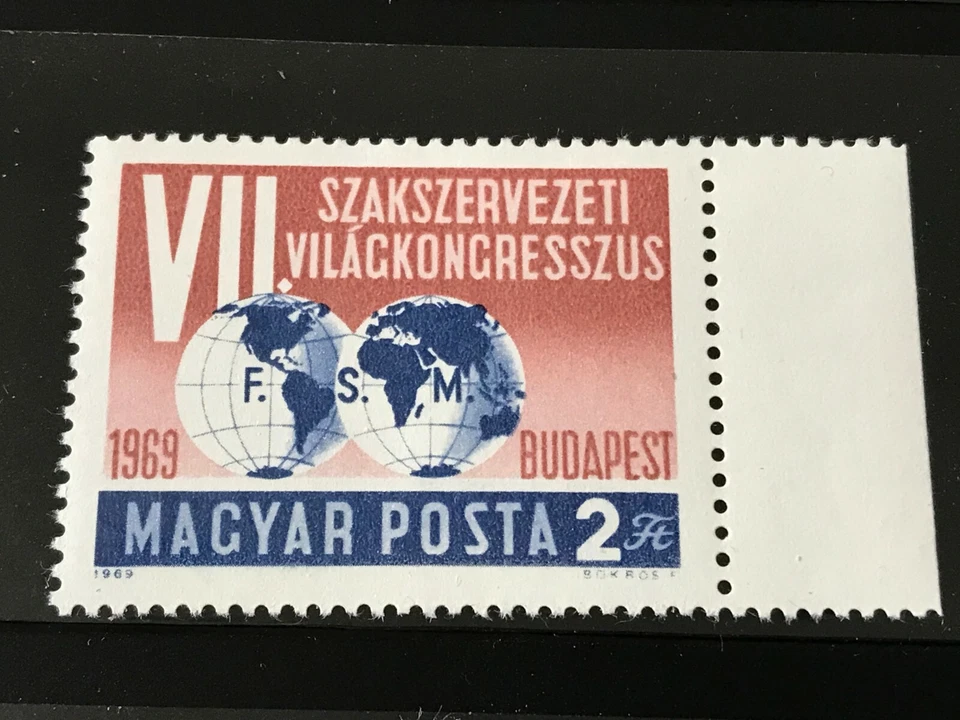 VII. SZAKSZERVEZETI
VILÁGKONGRESSZUS
F. S. M.
1969 BUDAPEST
MAGYAR POSTA 2 Ft
1969 BOKROS F